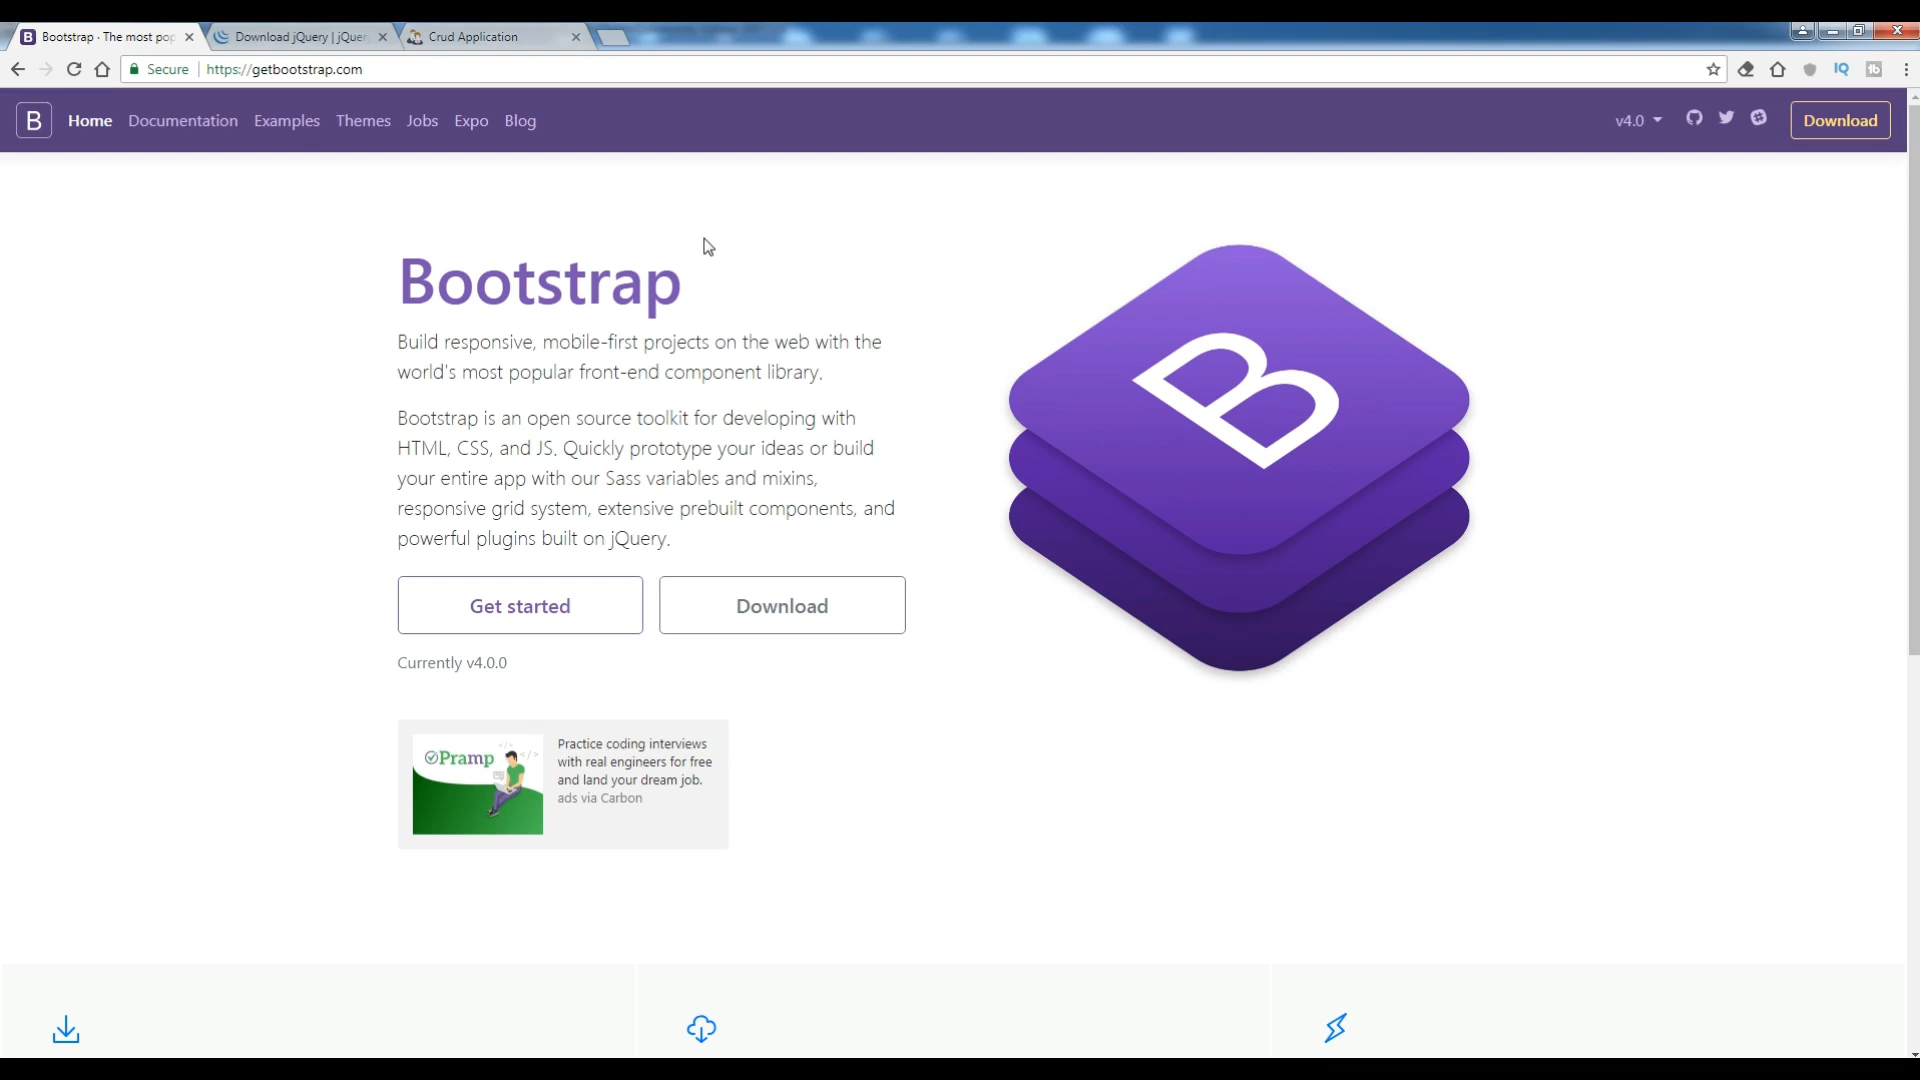 Bootstrap · The most pop
Download jQuery | jQuer
Crud Application
Secure
https://getbootstrap.com
IQ
tb
B
Home
Documentation
Examples
Themes
Jobs
Expo
Blog
v4.0
Download
Bootstrap
Build responsive, mobile-first projects on the web with the
world's most popular front-end component library.
Bootstrap is an open source toolkit for developing with
HTML, CSS, and JS. Quickly prototype your ideas or build
your entire app with our Sass variables and mixins,
responsive grid system, extensive prebuilt components, and
powerful plugins built on jQuery.
Get started
Download
Currently v4.0.0
B
Pramp
Practice coding interviews
with real engineers for free
and land your dream job.
ads via Carbon